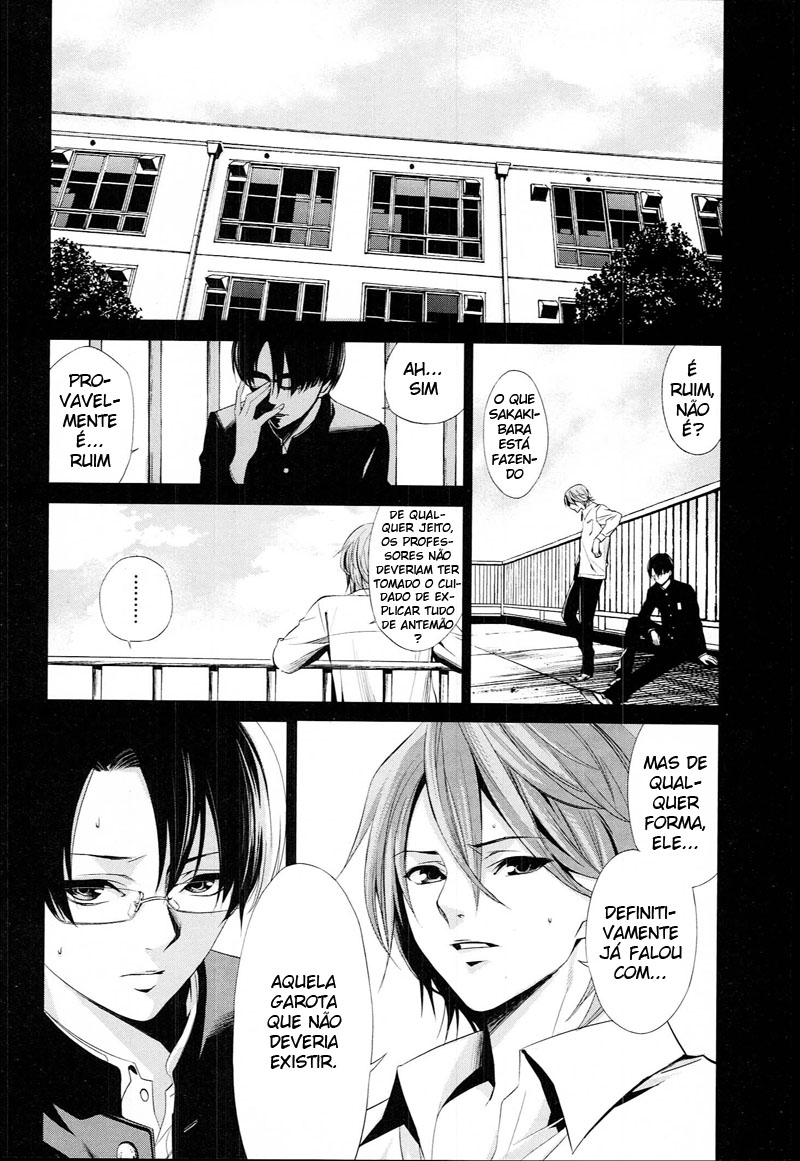 É
RUIM,
NÃO
É?
O QUE
SAKAKI-
BARA
ESTÁ
FAZEN-
DO
AH...
SIM
PRO-
VAVEL-
MENTE
É...
RUIM
DE QUAL-
QUER JEITO,
OS PROFES-
SORES NÃO
DEVERIAM TER
TOMADO O CUI-
DADO DE EX-
PLICAR TUDO
DE ANTEMÃO
?
.........
MAS DE
QUAL-
QUER
FORMA,
ELE...
DEFINITI-
VAMENTE
JÁ FALOU
COM...
AQUELA
GAROTA
QUE NÃO
DEVERIA
EXISTIR.